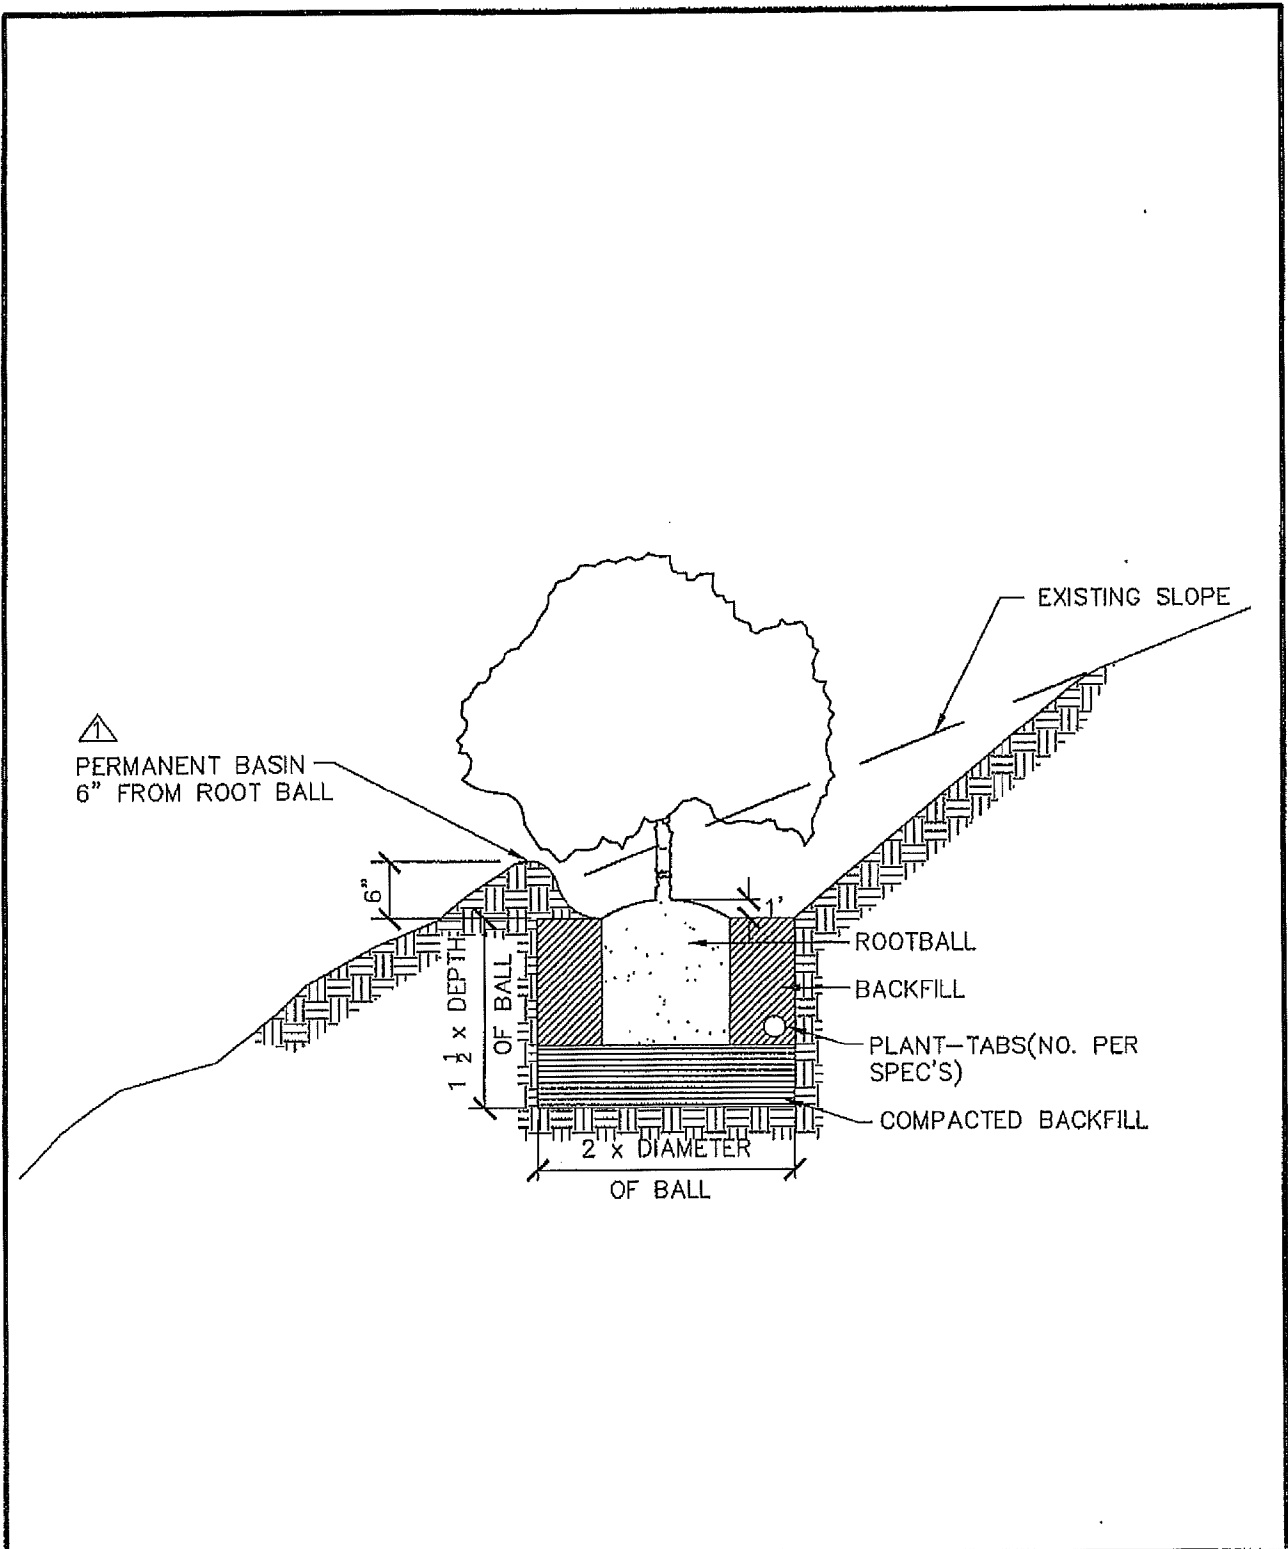 EXISTING SLOPE
1
PERMANENT BASIN
6" FROM ROOT BALL
6"
1'
ROOTBALL
BACKFILL
1 1/2 x DEPTH
OF BALL
PLANT-TABS(NO. PER
SPEC'S)
COMPACTED BACKFILL
2 x DIAMETER
OF BALL